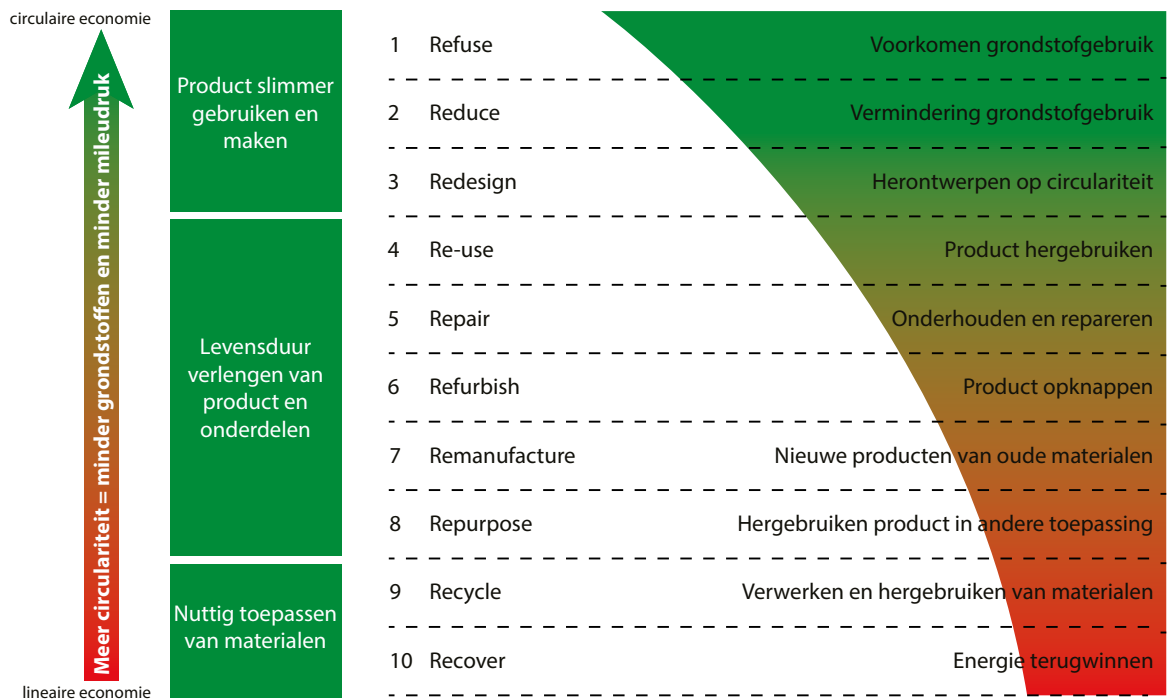 circulaire economie
Meer circulariteit = minder grondstoffen en minder mileudruk
lineaire economie
Product slimmer
gebruiken en
maken
Levensduur
verlengen van
product en
onderdelen
Nuttig toepassen
van materialen
1 Refuse Voorkomen grondstofgebruik
2 Reduce Vermindering grondstofgebruik
3 Redesign Herontwerpen op circulariteit
4 Re-use Product hergebruiken
5 Repair Onderhouden en repareren
6 Refurbish Product opknappen
7 Remanufacture Nieuwe producten van oude materialen
8 Repurpose Hergebruiken product in andere toepassing
9 Recycle Verwerken en hergebruiken van materialen
10 Recover Energie terugwinnen